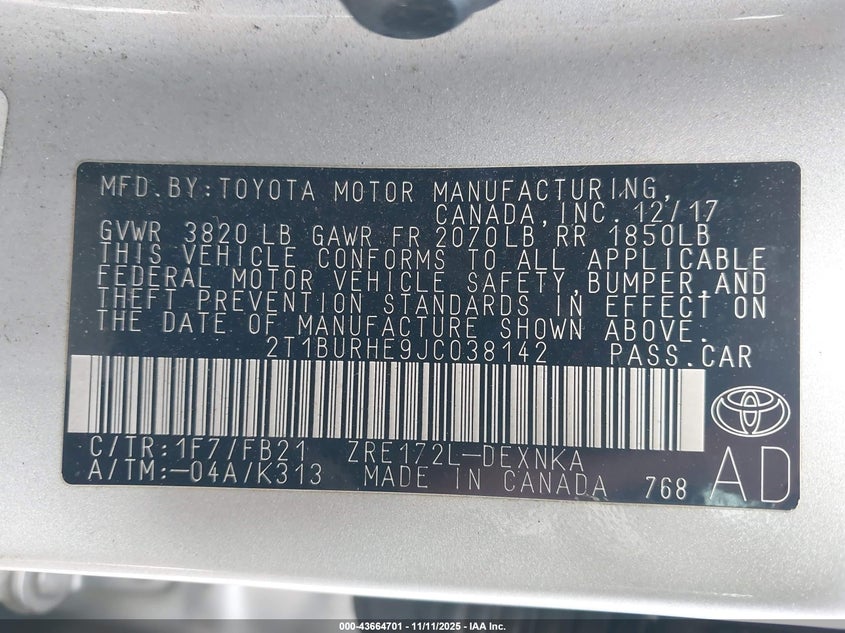 MFD.BY:TOYOTA MOTOR MANUFACTURING,
CANADA,INC. 12/17
GVWR 3820 LB GAWR FR 2070LB RR 1850LB
THIS VEHICLE CONFORMS TO ALL APPLICABLE
FEDERAL MOTOR VEHICLE SAFETY,BUMPER,AND
THEFT PREVENTION STANDARDS IN EFFECT ON
THE DATE OF MANUFACTURE SHOWN ABOVE.
2T1BURHE9JC038142 PASS.CAR
C/TR:1F7/FB21 ZRE172L-DEXNKA
A/TM:-04A/K313 MADE IN CANADA 768 AD
000-43664701 - 11/11/2025 - IAA Inc.